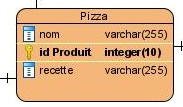 Pizza
nom varchar(255)
id Produit integer(10)
recette varchar(255)